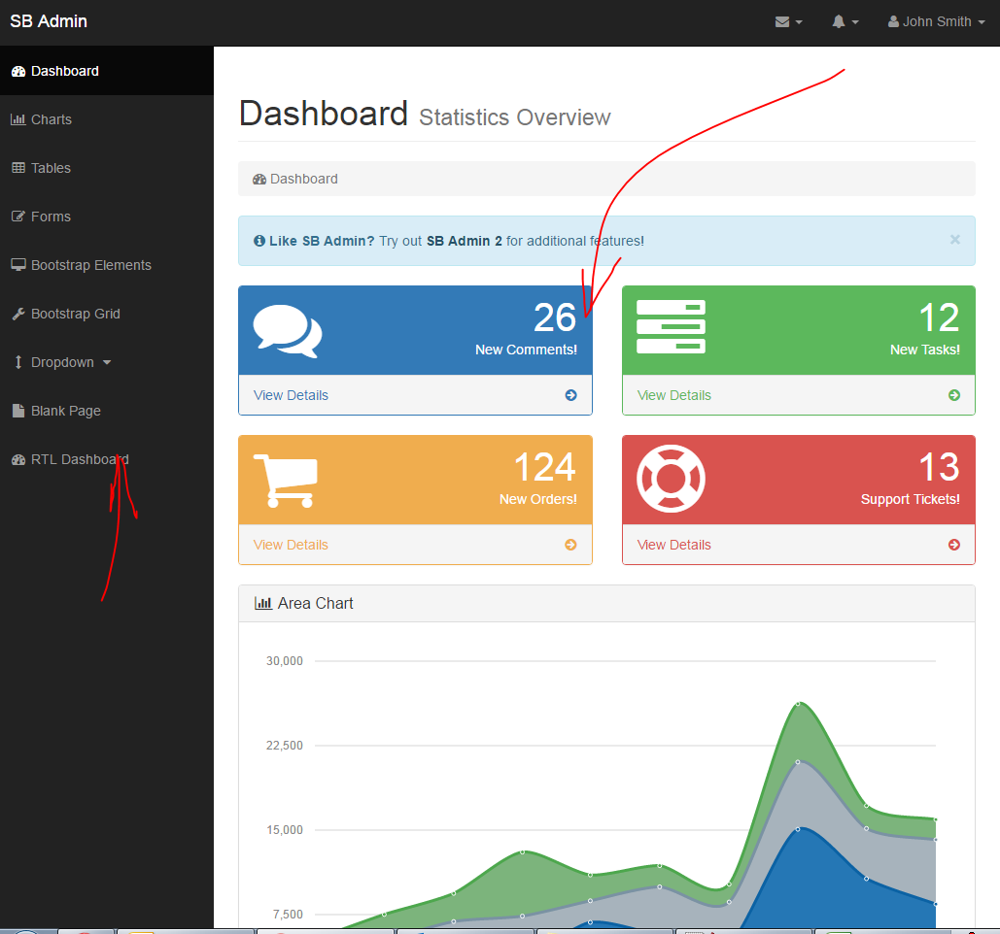 SB Admin
John Smith
Dashboard
Charts
Tables
Forms
Bootstrap Elements
Bootstrap Grid
Dropdown
Blank Page
RTL Dashboard
Dashboard Statistics Overview
Dashboard
Like SB Admin? Try out SB Admin 2 for additional features!
×
26
New Comments!
View Details
12
New Tasks!
View Details
124
New Orders!
View Details
13
Support Tickets!
View Details
Area Chart
30,000
22,500
15,000
7,500